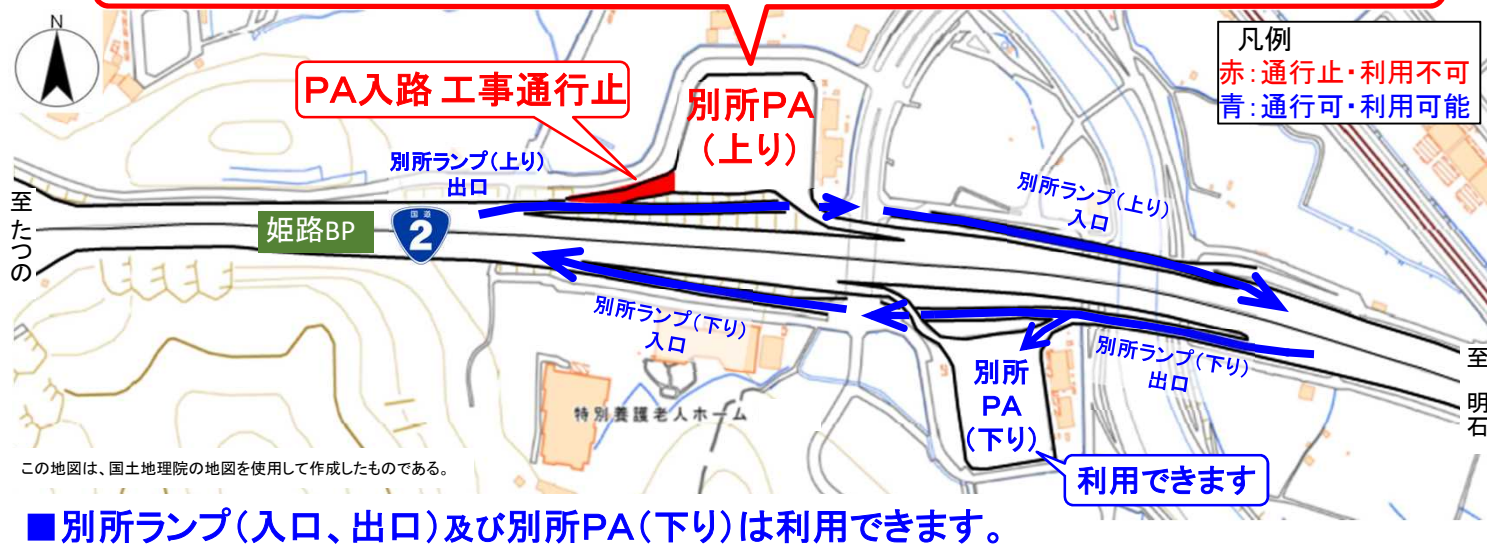 N
凡例
赤：通行止・利用不可
青：通行可・利用可能
PA入路 工事通行止
別所PA
（上り）
別所ランプ（上り）
出口
別所ランプ（上り）
入口
至 たつの
姫路BP
国道
2
別所ランプ（下り）
入口
別所ランプ（下り）
出口
至 明石
別所
PA
（下り）
特別養護老人ホーム
利用できます
この地図は、国土地理院の地図を使用して作成したものである。
■別所ランプ（入口、出口）及び別所PA（下り）は利用できます。